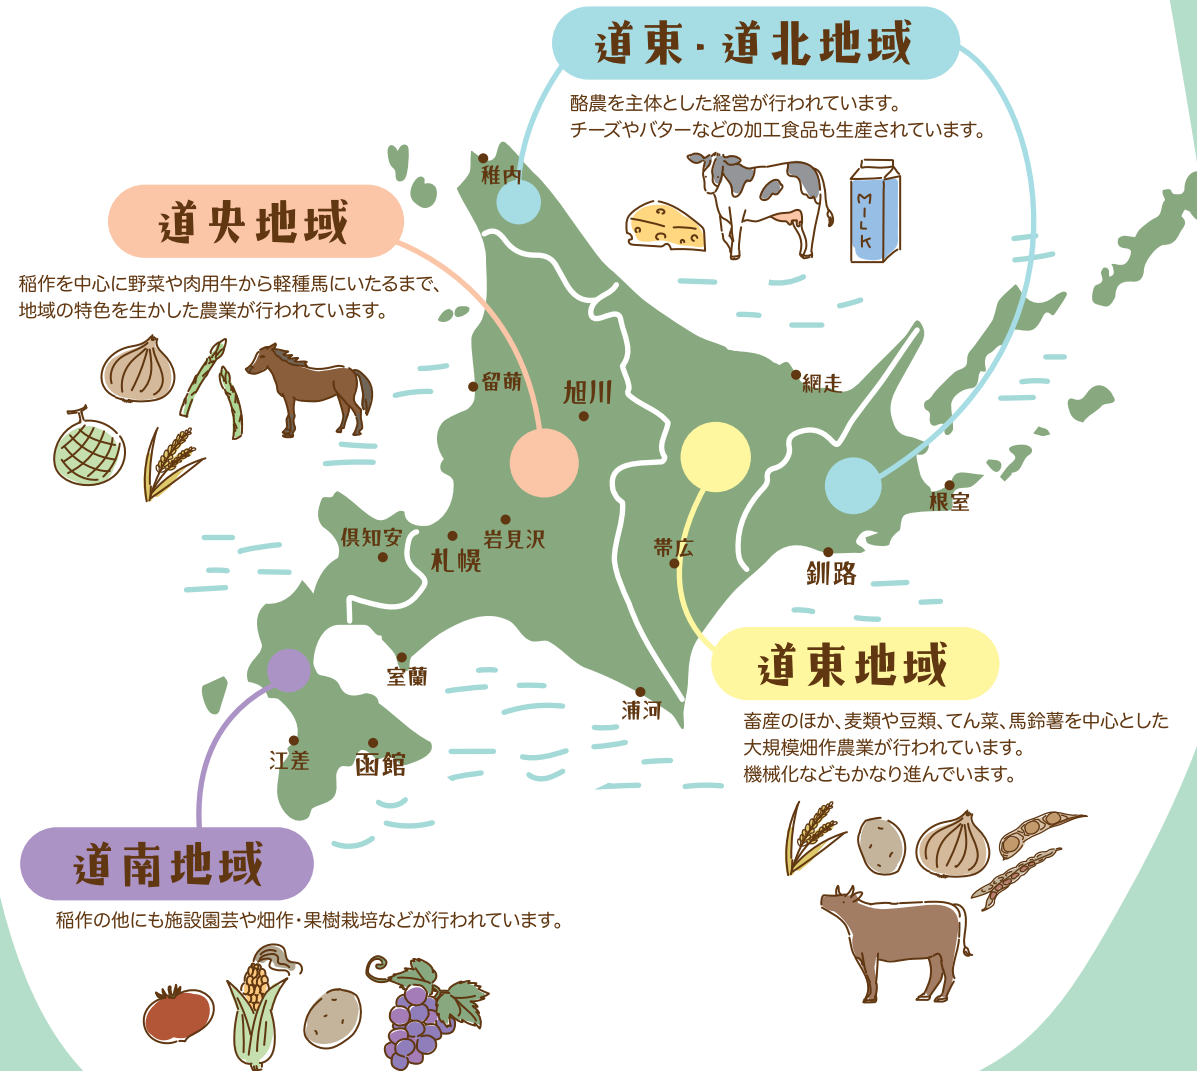 道東・道北地域
酪農を主体とした経営が行われています。
チーズやバターなどの加工食品も生産されています。
MILK
稚内
道央地域
稲作を中心に野菜や肉用牛から軽種馬にいたるまで、
地域の特色を生かした農業が行われています。
留萌
旭川
網走
根室
倶知安
札幌
岩見沢
帯広
釧路
室蘭
浦河
江差
函館
道東地域
畜産のほか、麦類や豆類、てん菜、馬鈴薯を中心とした
大規模畑作農業が行われています。
機械化などもかなり進んでいます。
道南地域
稲作の他にも施設園芸や畑作・果樹栽培などが行われています。